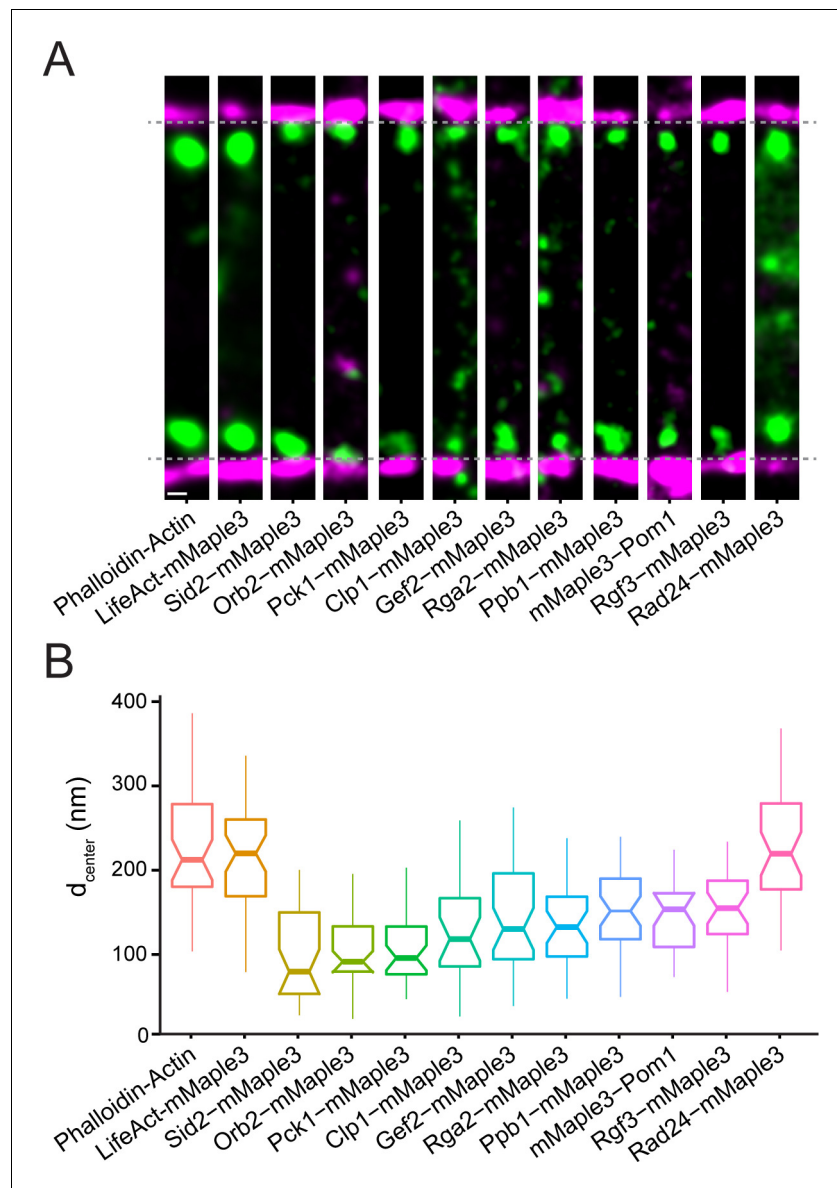 A
Phalloidin-Actin
LifeAct-mMaple3
Sid2−mMaple3
Orb2−mMaple3
Pck1−mMaple3
Clp1−mMaple3
Gef2−mMaple3
Rga2−mMaple3
Ppb1−mMaple3
mMaple3−Pom1
Rgf3−mMaple3
Rad24−mMaple3
B
400
300
200
100
0
d_center (nm)
Phalloidin-Actin
LifeAct-mMaple3
Sid2−mMaple3
Orb2−mMaple3
Pck1−mMaple3
Clp1−mMaple3
Gef2−mMaple3
Rga2−mMaple3
Ppb1−mMaple3
mMaple3−Pom1
Rgf3−mMaple3
Rad24−mMaple3